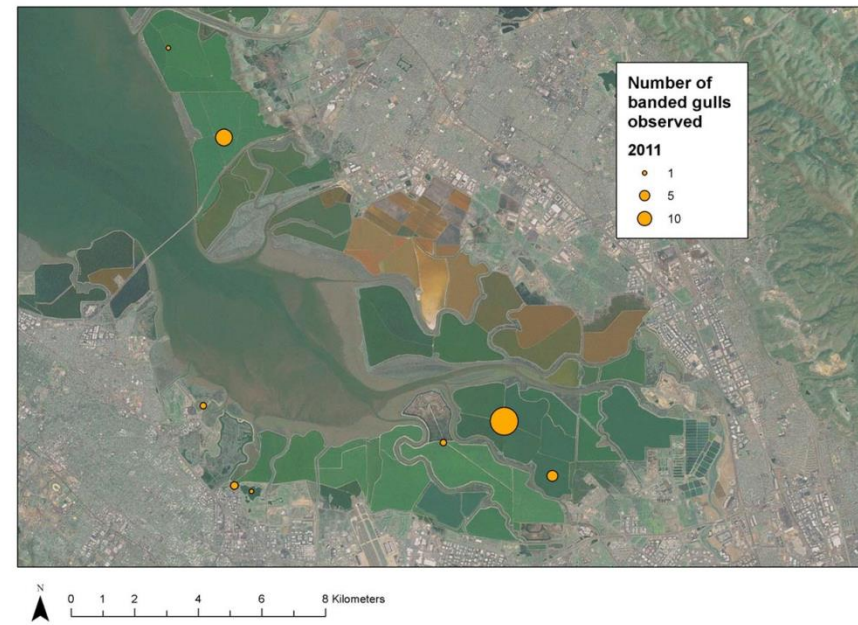 Number of
banded gulls
observed
2011
1
5
10
N
0 1 2 4 6 8 Kilometers